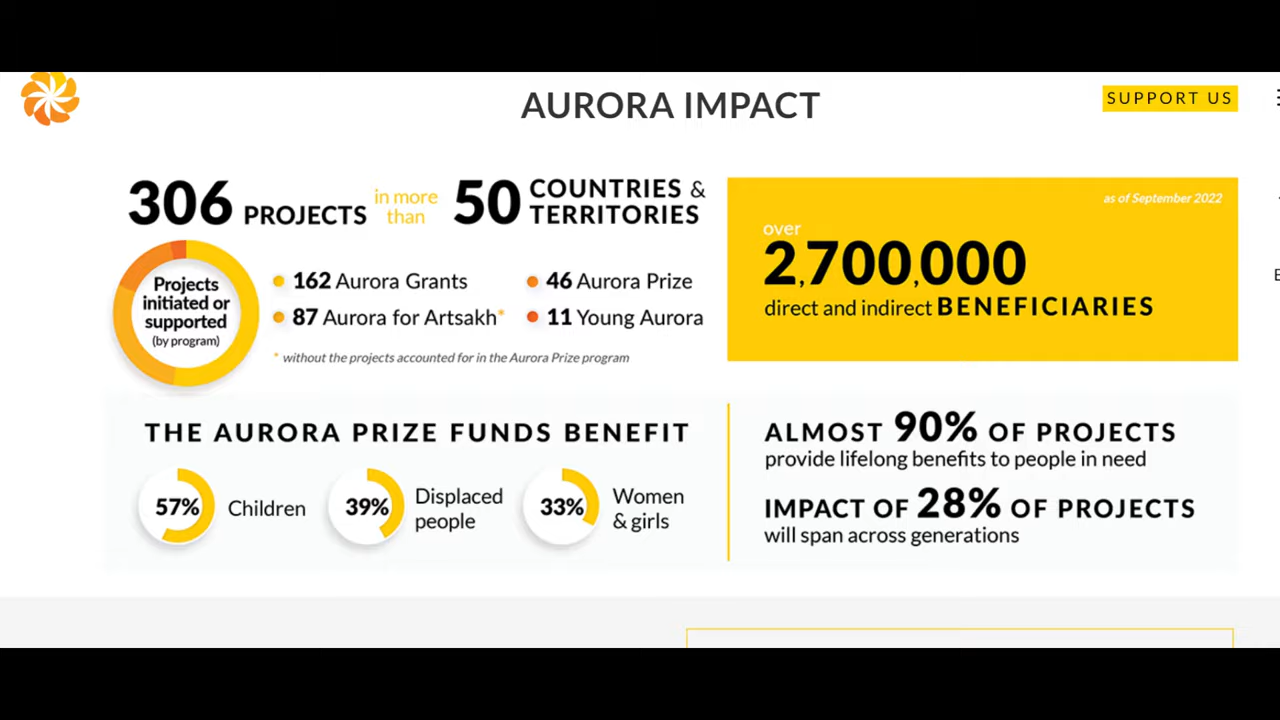 AURORA IMPACT
SUPPORT US
306 PROJECTS in more than 50 COUNTRIES & TERRITORIES
as of September 2022
over
2,700,000
direct and indirect BENEFICIARIES
Projects
initiated or
supported
(by program)
162 Aurora Grants
46 Aurora Prize
87 Aurora for Artsakh*
11 Young Aurora
* without the projects accounted for in the Aurora Prize program
THE AURORA PRIZE FUNDS BENEFIT
57% Children
39% Displaced people
33% Women & girls
ALMOST 90% OF PROJECTS
provide lifelong benefits to people in need
IMPACT OF 28% OF PROJECTS
will span across generations